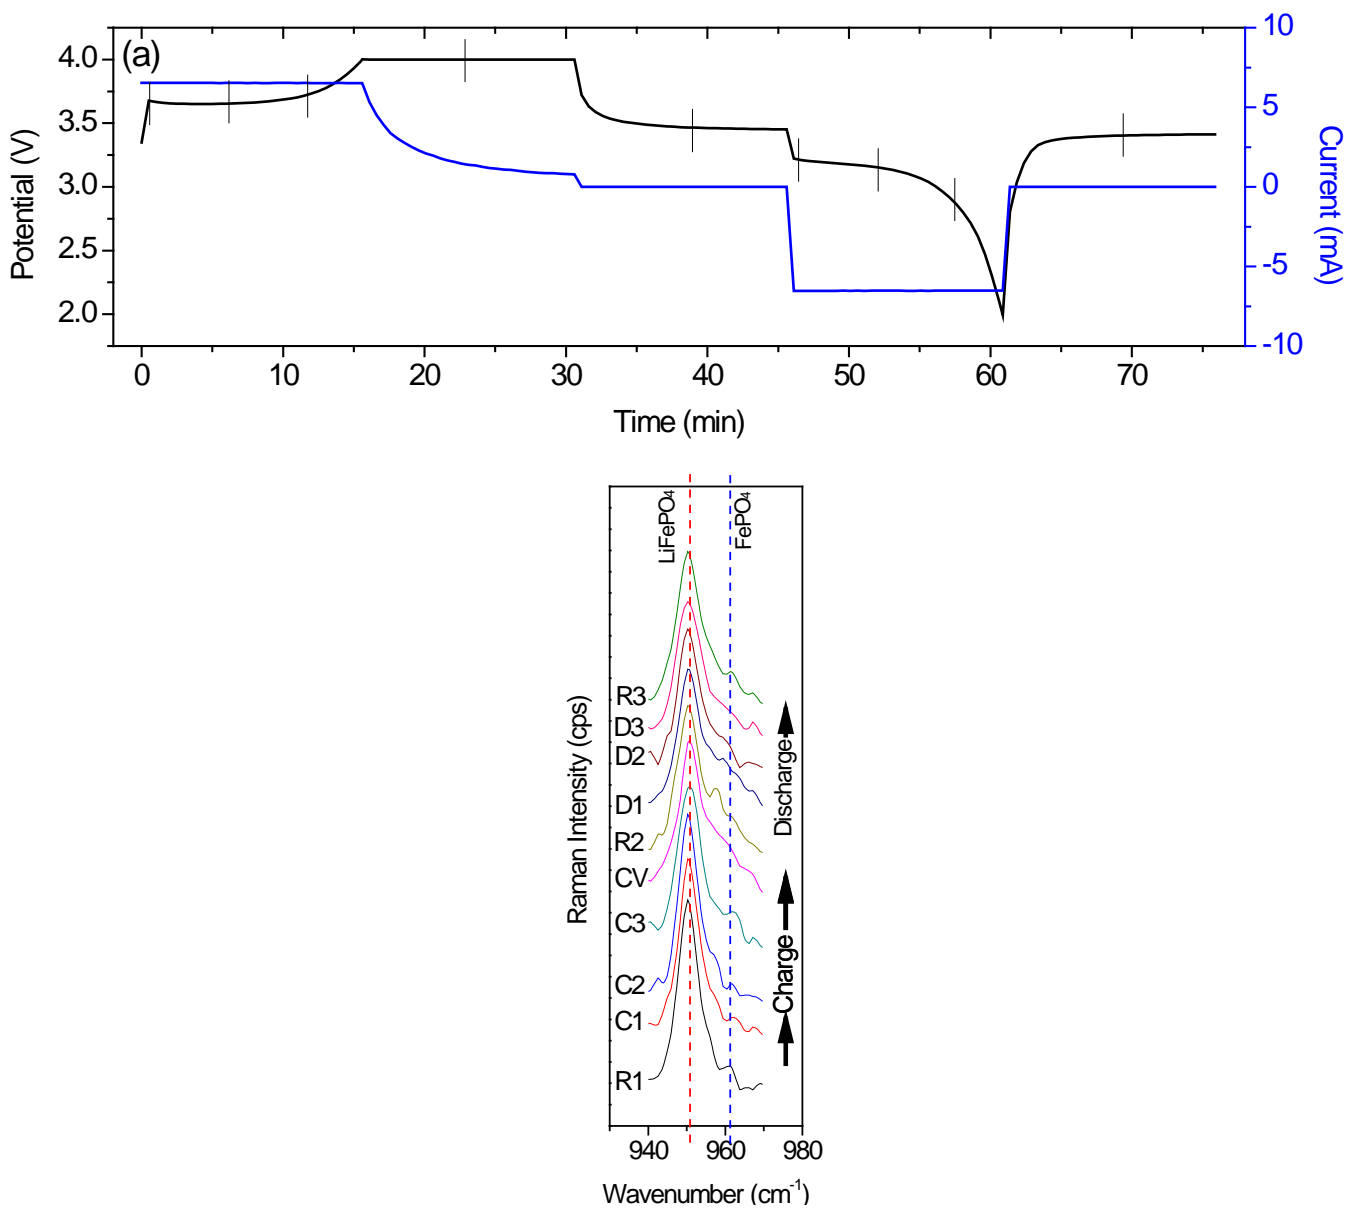 (a)
4.0
3.5
3.0
2.5
2.0
Potential (V)
10
5
0
-5
-10
Current (mA)
0 10 20 30 40 50 60 70
Time (min)
LiFePO4
FePO4
R3
D3
D2
D1
R2
CV
C3
C2
C1
R1
Discharge
Charge
Raman Intensity (cps)
940 960 980
Wavenumber (cm-1)